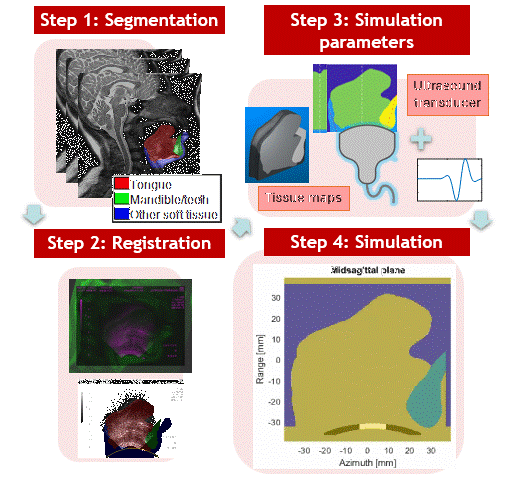 Step 1: Segmentation
Tongue
Mandible/teeth
Other soft tissue
Step 2: Registration
Step 3: Simulation
parameters
Ultrasound
transducer
Tissue maps
Step 4: Simulation
Midsagittal plane
Range [mm]
30
20
10
0
-10
-20
-30
-30
-20
-10
0
10
20
30
Azimuth [mm]